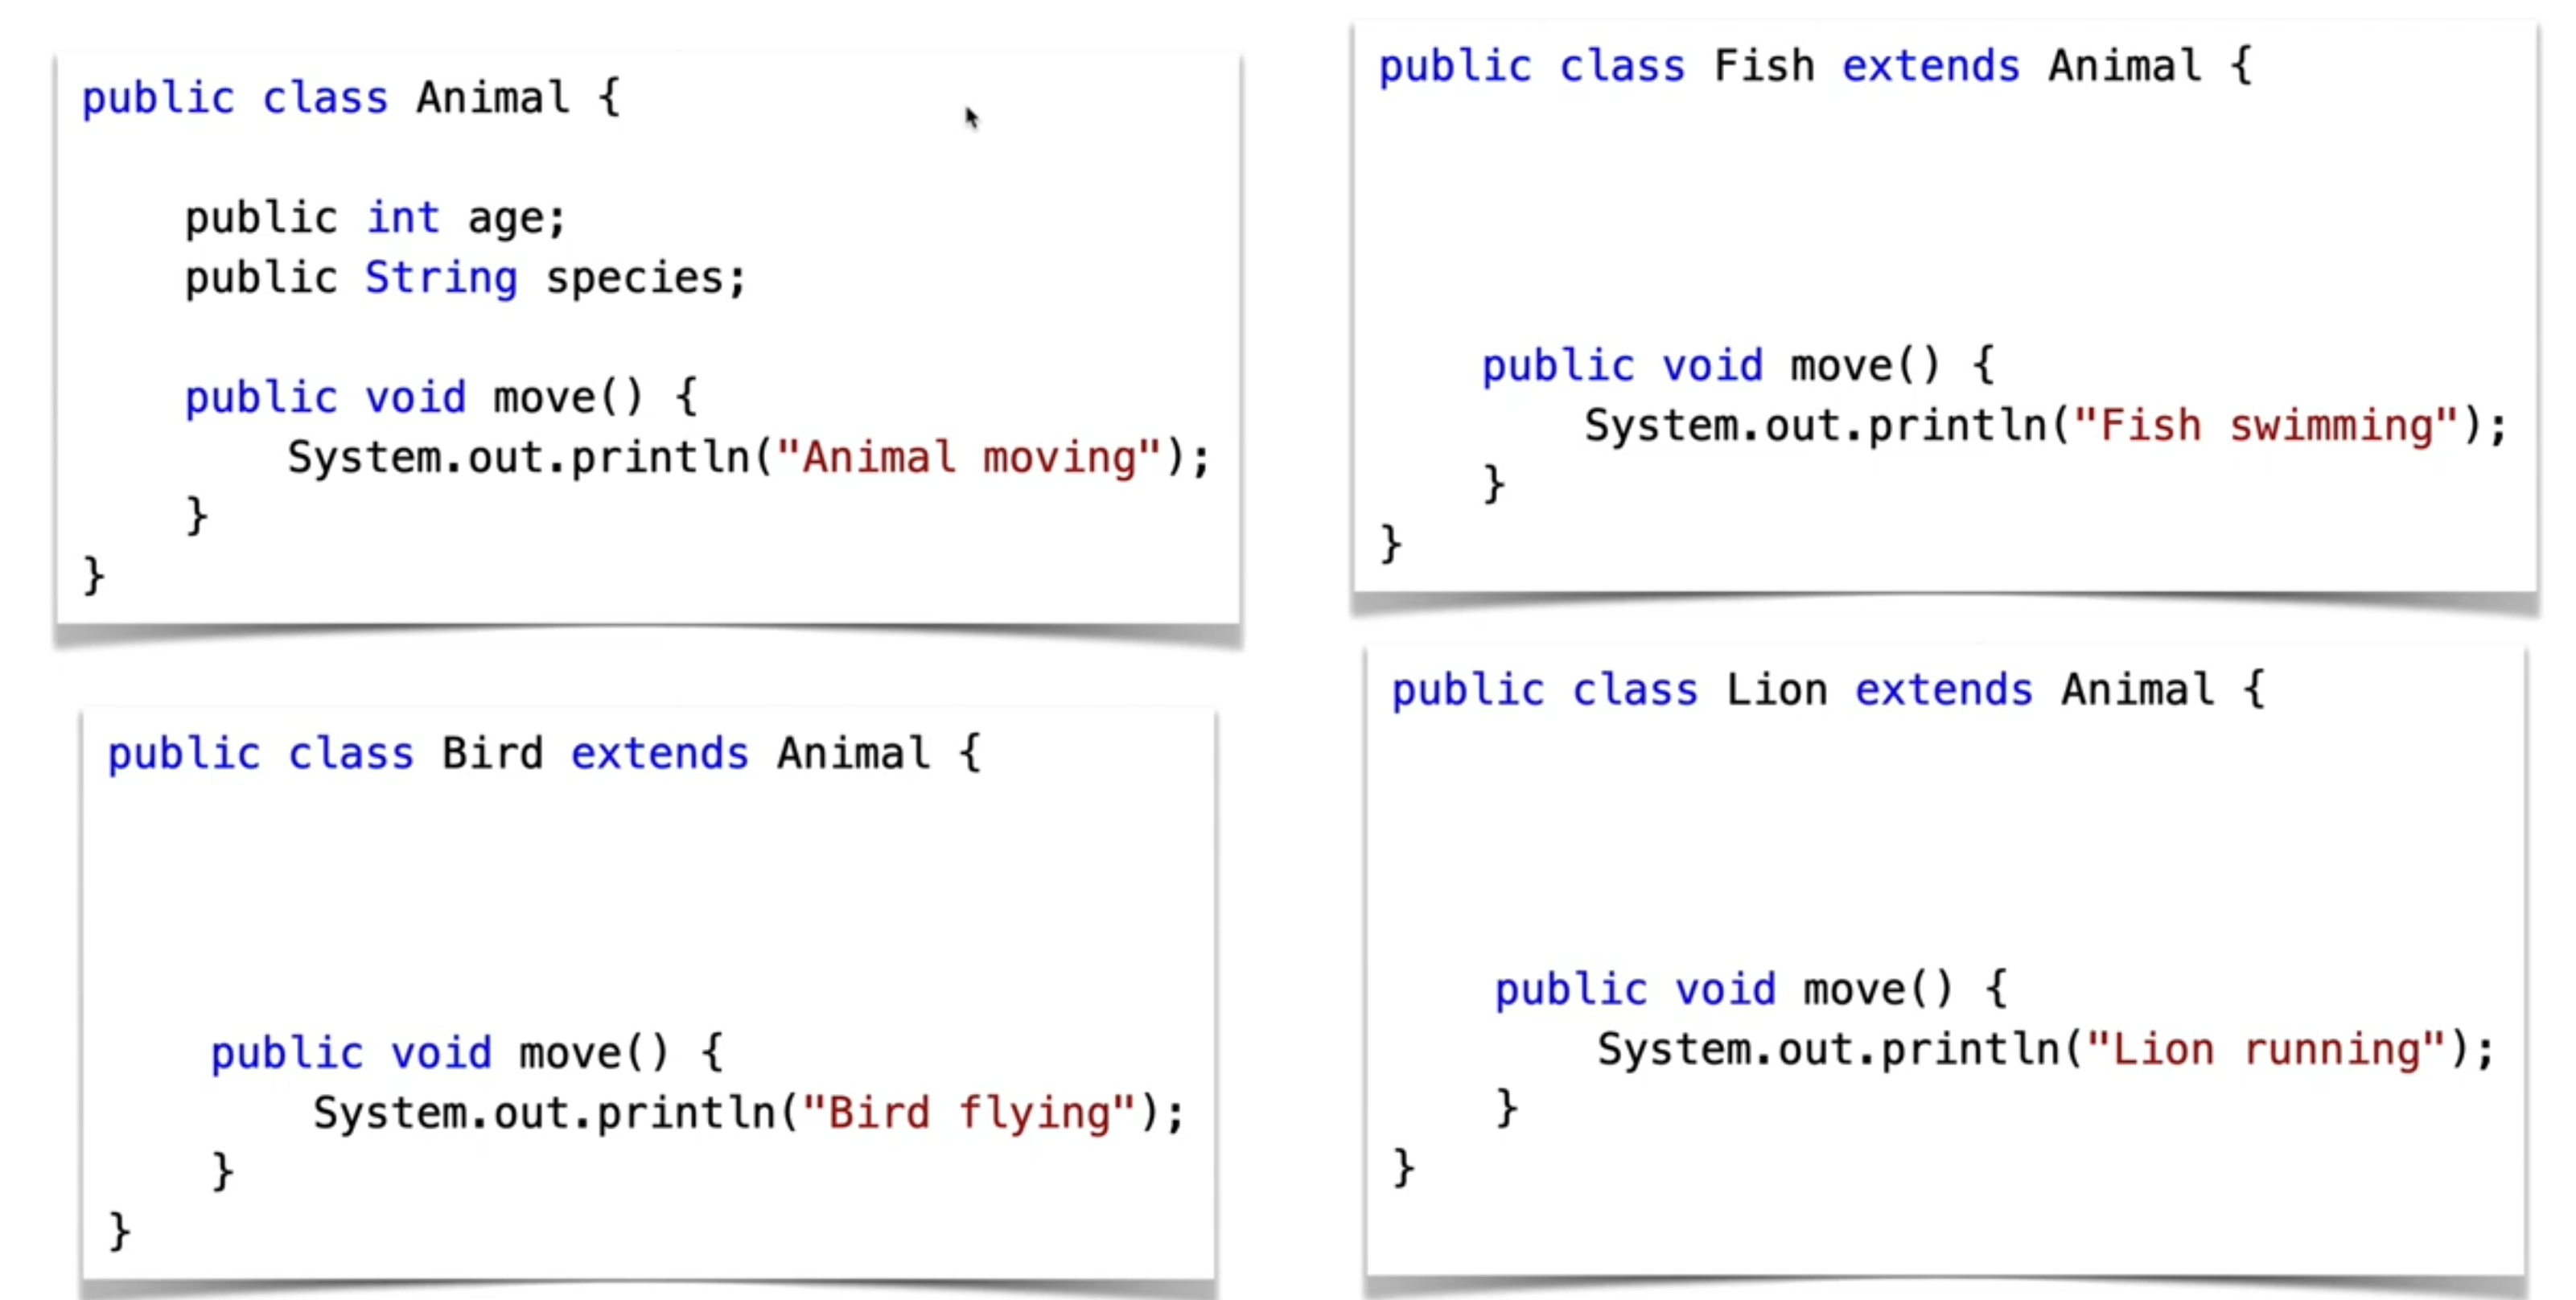 public class Animal {
public int age;
public String species;
public void move() {
System.out.println("Animal moving");
}
}
public class Fish extends Animal {
public void move() {
System.out.println("Fish swimming");
}
}
public class Bird extends Animal {
public void move() {
System.out.println("Bird flying");
}
}
public class Lion extends Animal {
public void move() {
System.out.println("Lion running");
}
}